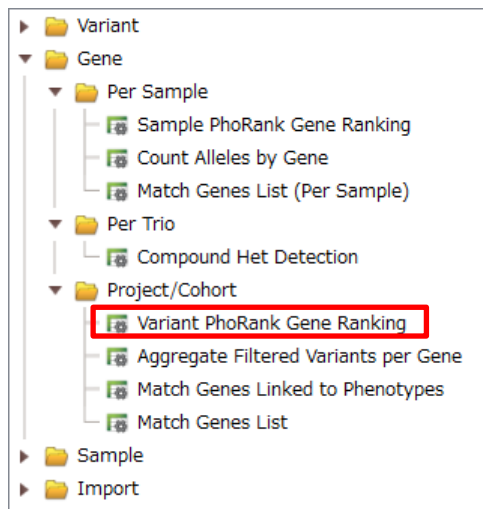 Variant
Gene
Per Sample
Sample PhoRank Gene Ranking
Count Alleles by Gene
Match Genes List (Per Sample)
Per Trio
Compound Het Detection
Project/Cohort
Variant PhoRank Gene Ranking
Aggregate Filtered Variants per Gene
Match Genes Linked to Phenotypes
Match Genes List
Sample
Import